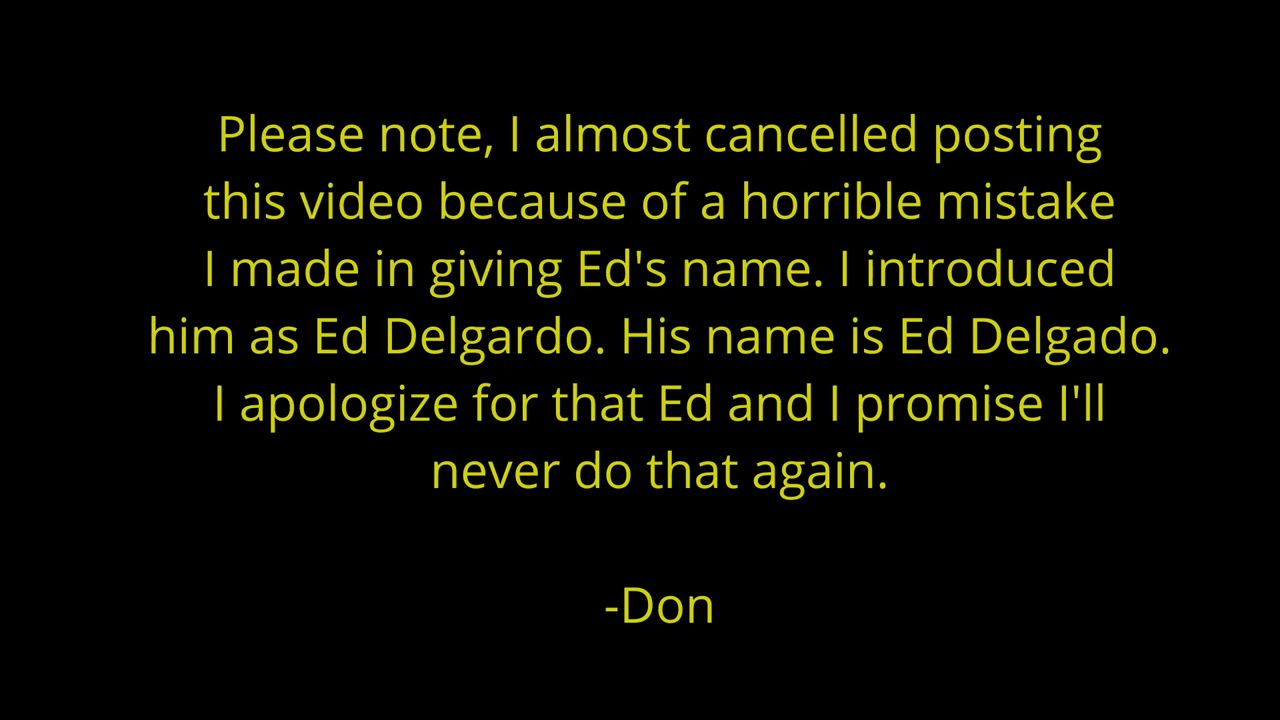 Please note, I almost cancelled posting
this video because of a horrible mistake
I made in giving Ed's name. I introduced
him as Ed Delgardo. His name is Ed Delgado.
I apologize for that Ed and I promise I'll
never do that again.
-Don